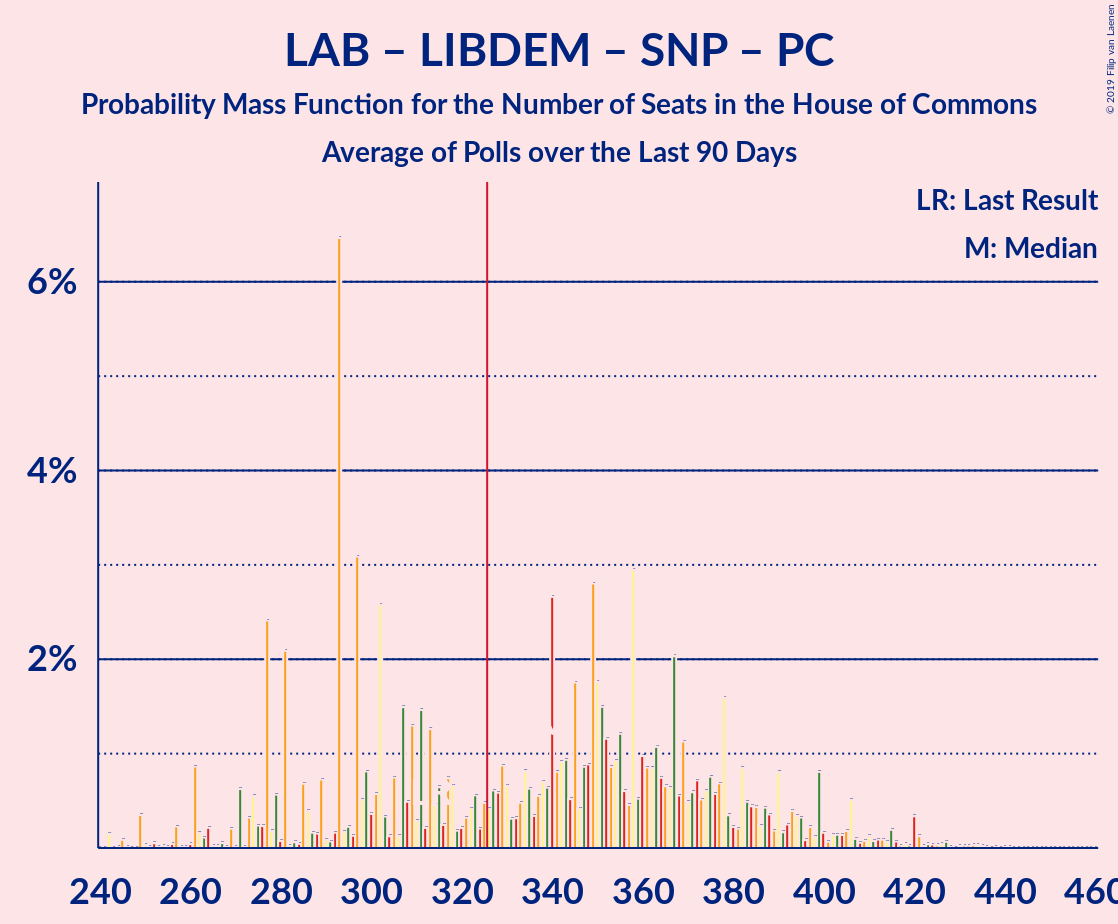 LAB – LIBDEM – SNP – PC
Probability Mass Function for the Number of Seats in the House of Commons
Average of Polls over the Last 90 Days
© 2019 Filip van Laenen
LR: Last Result
M: Median
6%
4%
2%
240 260 280 300 320 340 360 380 400 420 440 460